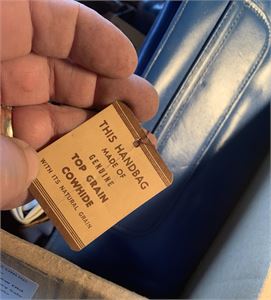 THIS HANDBAG
MADE OF
GENUINE
TOP GRAIN
COWHIDE
WITH ITS NATURAL GRAIN